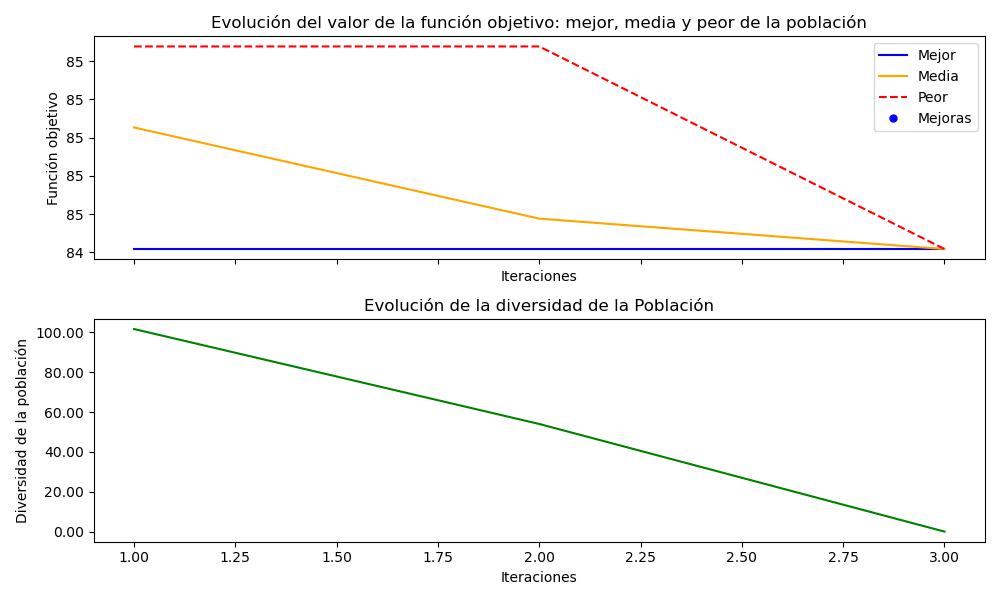 Evolución del valor de la función objetivo: mejor, media y peor de la población
85
85
85
85
85
84
Función objetivo
Mejor
Media
Peor
Mejoras
Iteraciones
Evolución de la diversidad de la Población
100.00
80.00
60.00
40.00
20.00
0.00
Diversidad de la población
1.00 1.25 1.50 1.75 2.00 2.25 2.50 2.75 3.00
Iteraciones